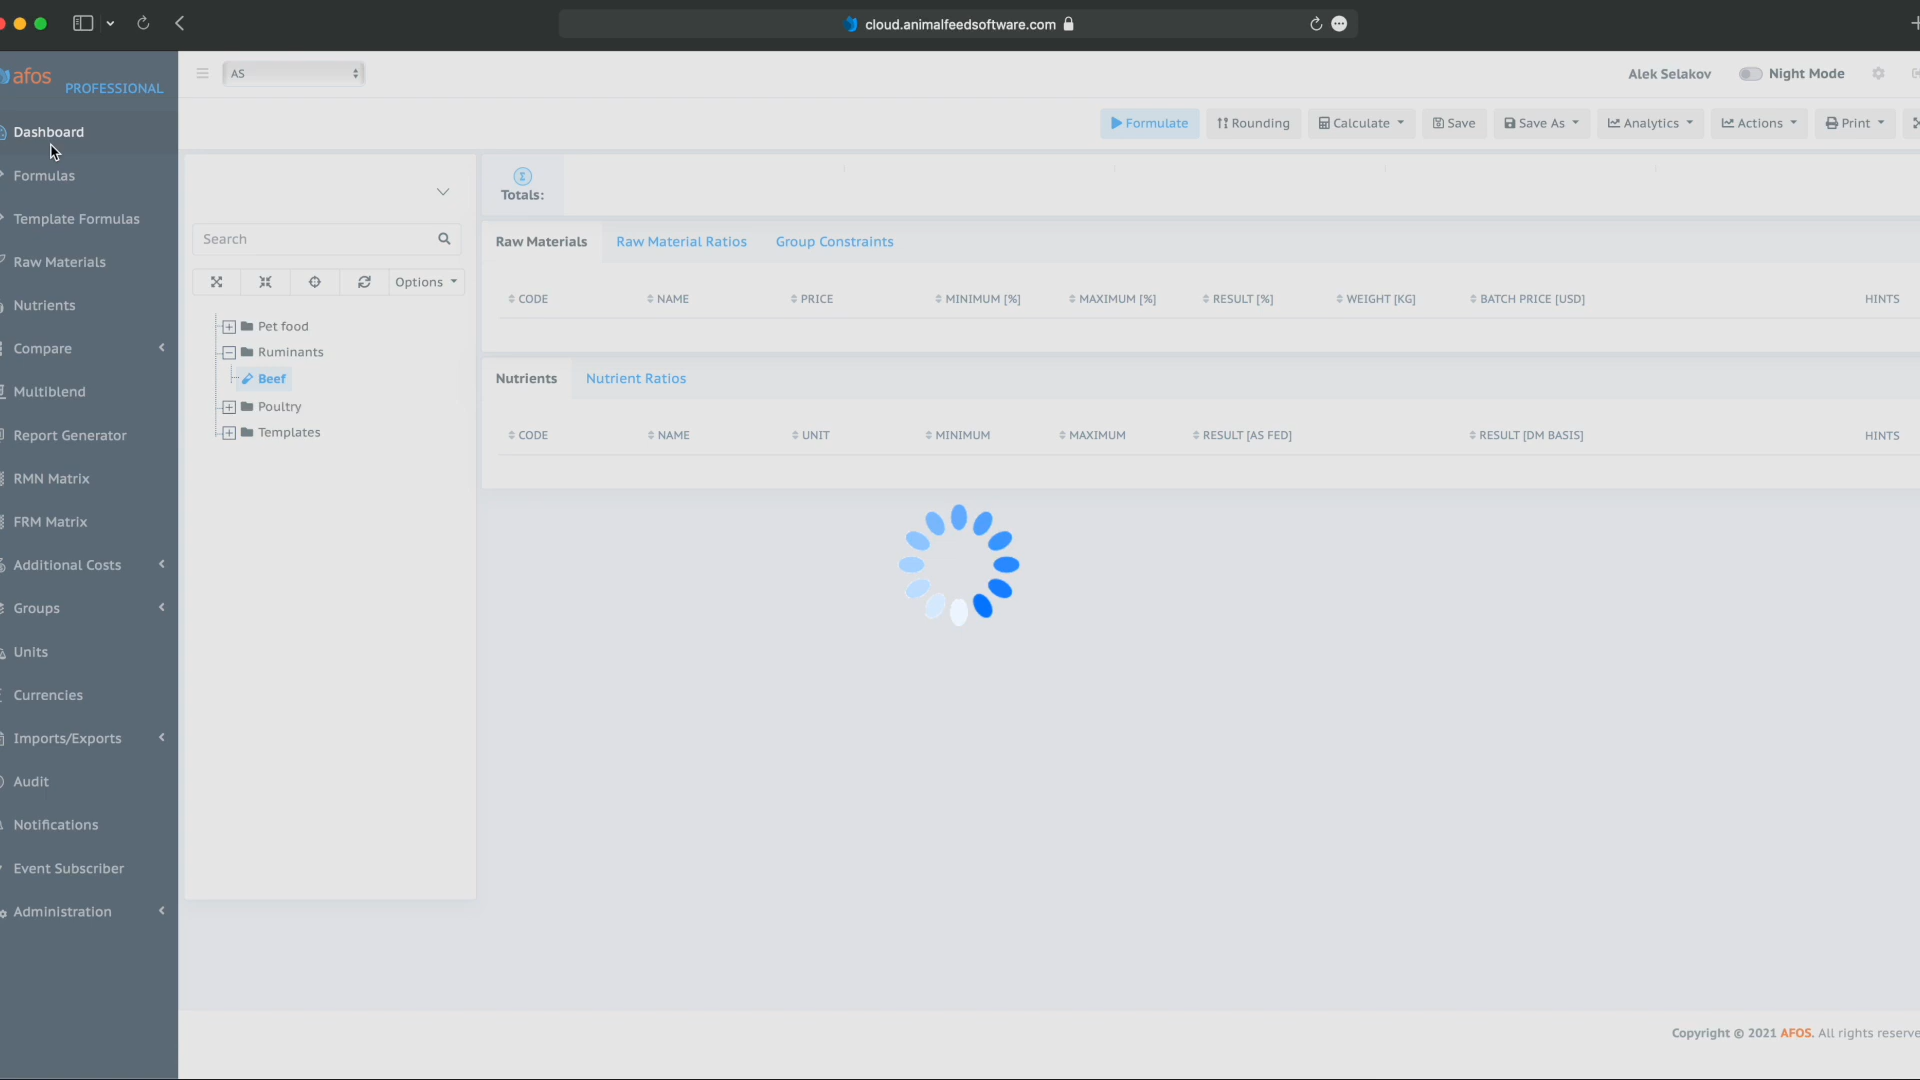 cloud.animalfeedsoftware.com
afos
PROFESSIONAL
AS
Alek Selakov
Night Mode
Dashboard
Formulas
Template Formulas
Raw Materials
Nutrients
Compare
Multiblend
Report Generator
RMN Matrix
FRM Matrix
Additional Costs
Groups
Units
Currencies
Imports/Exports
Audit
Notifications
Event Subscriber
Administration
Formulate
Rounding
Calculate
Save
Save As
Analytics
Actions
Print
Search
Options
Pet food
Ruminants
Beef
Poultry
Templates
Totals:
Raw Materials Raw Material Ratios Group Constraints
CODE NAME PRICE MINIMUM [%] MAXIMUM [%] RESULT [%] WEIGHT [KG] BATCH PRICE [USD] HINTS
Nutrients Nutrient Ratios
CODE NAME UNIT MINIMUM MAXIMUM RESULT [AS FED] RESULT [DM BASIS] HINTS
Copyright © 2021 AFOS. All rights reserve